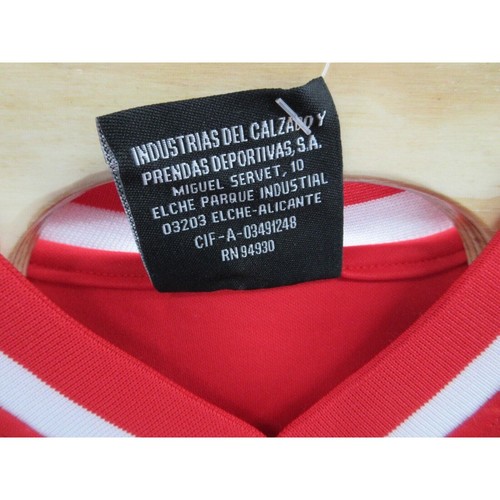 INDUSTRIAS DEL CALZADO Y
PRENDAS DEPORTIVAS, S.A.
MIGUEL SERVET, 10
ELCHE PARQUE INDUSTIAL
03203 ELCHE-ALICANTE
CIF-A-03491248
RN 94930